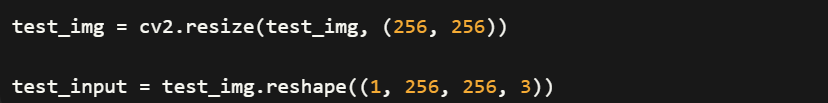 test_img = cv2.resize(test_img, (256, 256))
test_input = test_img.reshape((1, 256, 256, 3))